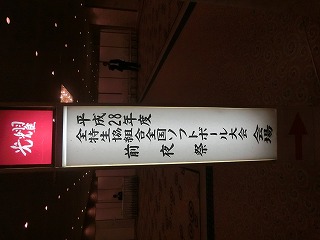 平成28年度
全特生協組合全国ソフトボール大会
前夜祭
会場